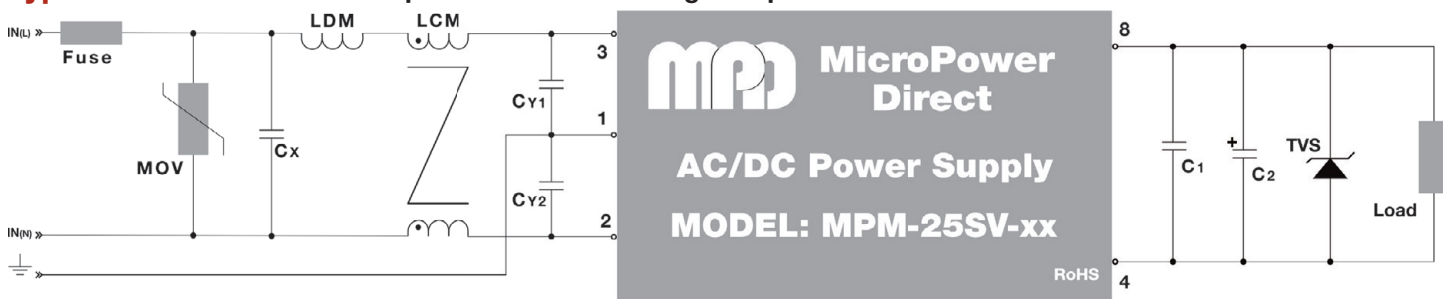 IN(L)
Fuse
MOV
CX
LDM
LCM
CY1
CY2
3
1
2
IN(N)
MPD
MicroPower
Direct
AC/DC Power Supply
MODEL: MPM-25SV-xx
RoHS
8
4
C1
+
C2
TVS
Load